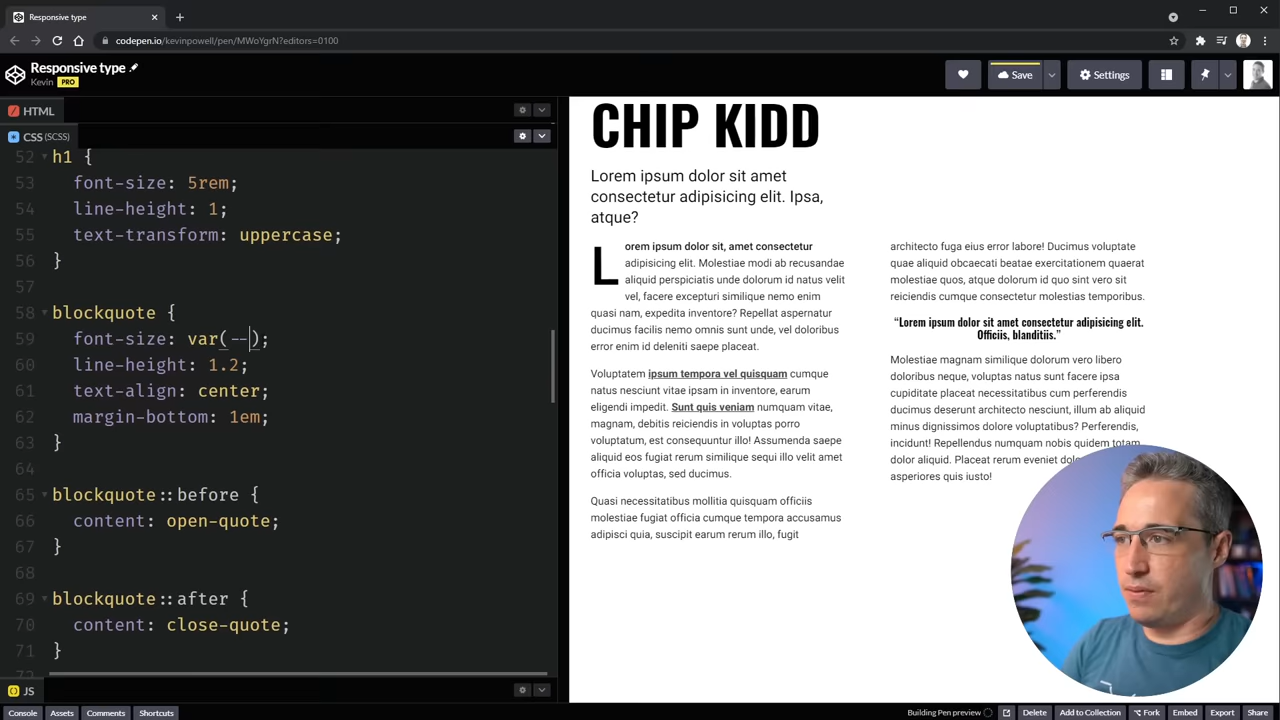 Responsive type
codepen.io/kevinpowell/pen/MWoYgrN?editors=0100
Responsive type
Kevin PRO
Save
Settings
HTML
CSS (SCSS)
52 h1 {
53 font-size: 5rem;
54 line-height: 1;
55 text-transform: uppercase;
56 }
57
58 blockquote {
59 font-size: var(--);
60 line-height: 1.2;
61 text-align: center;
62 margin-bottom: 1em;
63 }
64
65 blockquote::before {
66 content: open-quote;
67 }
68
69 blockquote::after {
70 content: close-quote;
71 }
JS
CHIP KIDD
Lorem ipsum dolor sit amet
consectetur adipisicing elit. Ipsa,
atque?
Lorem ipsum dolor sit, amet consectetur
adipisicing elit. Molestiae modi ab recusandae
aliquid perspiciatis unde dolorum id natus velit
vel, facere excepturi similique nemo enim
quasi nam, expedita inventore? Repellat aspernatur
ducimus facilis nemo omnis sunt unde, vel doloribus
error enim id deleniti saepe placeat.
Voluptatem ipsum tempora vel quisquam cumque
natus nesciunt vitae ipsam in inventore, earum
eligendi impedit. Sunt quis veniam numquam vitae,
magnam, debitis reiciendis in voluptas porro
voluptatum, est consequuntur illo! Assumenda saepe
aliquid eos fugiat rerum similique sequi illo velit amet
officia voluptas, sed ducimus.
Quasi necessitatibus mollitia quisquam officiis
molestiae fugiat officia cumque tempora accusamus
adipisci quia, suscipit earum rerum illo, fugit
architecto fuga eius error labore! Ducimus voluptate
quae aliquid obcaecati beatae exercitationem quaerat
molestiae quos, atque dolorum id quo sint vero sit
reiciendis cumque consectetur molestias temporibus.
“Lorem ipsum dolor sit amet consectetur adipisicing elit.
Officiis, blanditiis.”
Molestiae magnam similique dolorum vero libero
doloribus neque, voluptas natus sunt facere ipsa
cupiditate placeat necessitatibus cum perferendis
ducimus deserunt architecto nesciunt, illum ab aliquid
minus dignissimos dolore voluptatibus? Perferendis,
incidunt! Repellendus numquam nobis quidem totam
dolor aliquid. Placeat rerum eveniet
asperiores quis iusto!
Console Assets Comments Shortcuts
Building Pen preview Delete Add to Collection Fork Embed Export Share